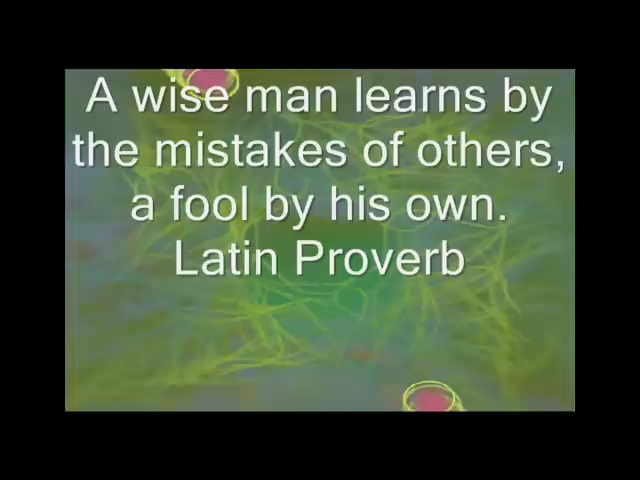 A wise man learns by
the mistakes of others,
a fool by his own.
Latin Proverb